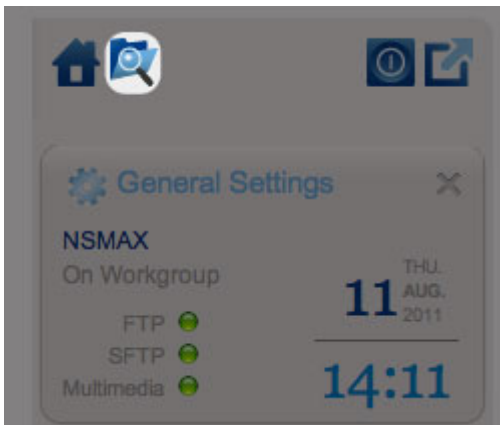 General Settings
NSMAX
On Workgroup
FTP
SFTP
Multimedia
THU.
11 AUG.
2011
14:11